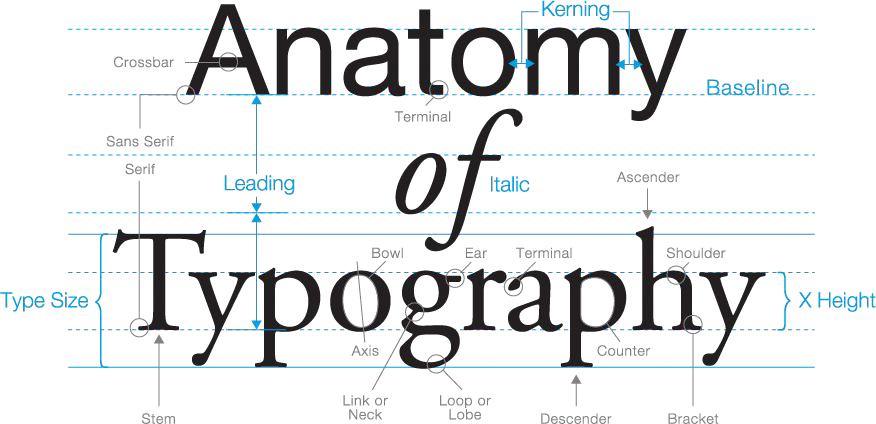 Kerning
Anatomy
Crossbar
Baseline
Terminal
Sans Serif
Serif
of
Leading
Italic
Ascender
Typography
Bowl
Ear
Terminal
Shoulder
Type Size
X Height
Axis
Counter
Link or
Neck
Loop or
Lobe
Stem
Descender
Bracket